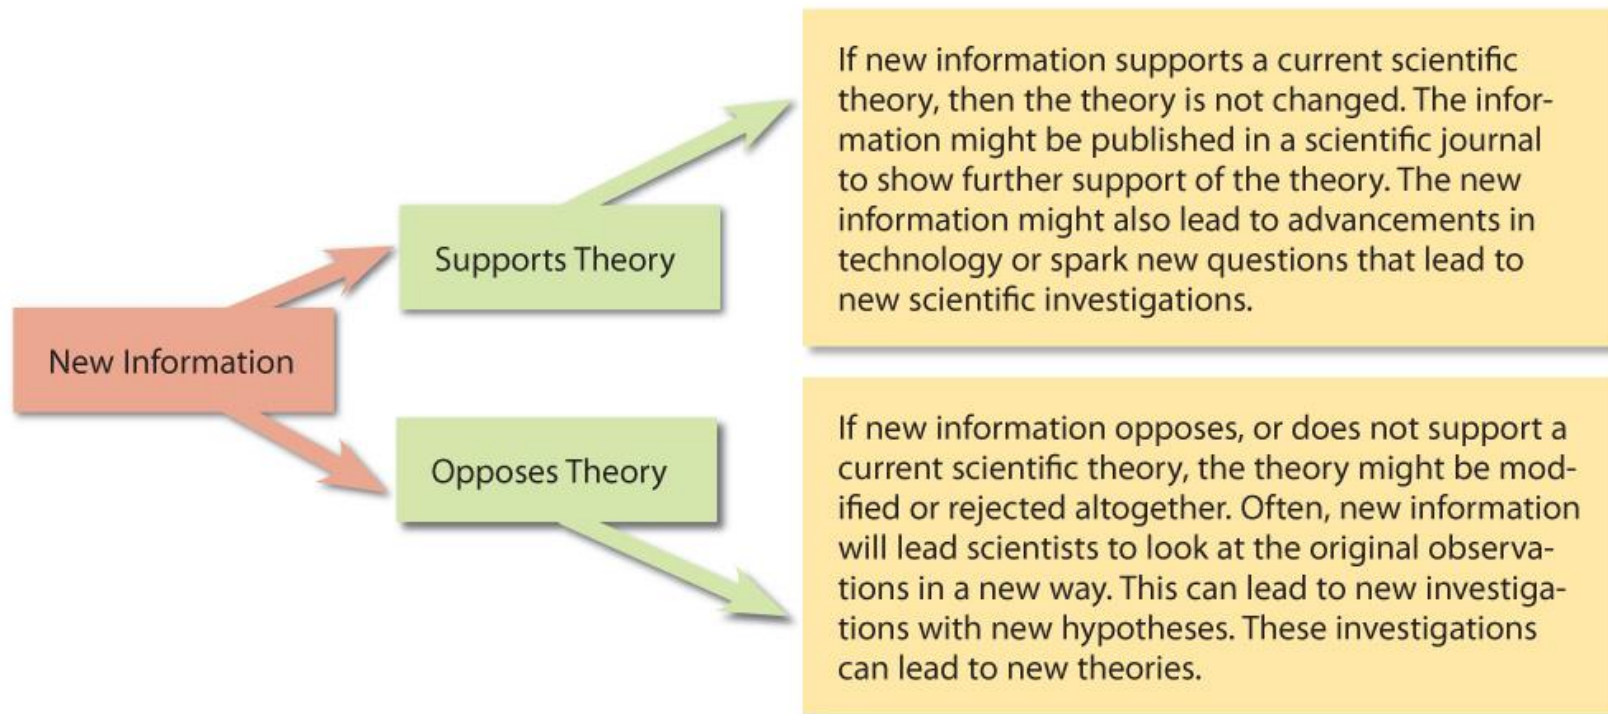 New Information
Supports Theory
If new information supports a current scientific
theory, then the theory is not changed. The infor-
mation might be published in a scientific journal
to show further support of the theory. The new
information might also lead to advancements in
technology or spark new questions that lead to
new scientific investigations.
Opposes Theory
If new information opposes, or does not support a
current scientific theory, the theory might be mod-
ified or rejected altogether. Often, new information
will lead scientists to look at the original observa-
tions in a new way. This can lead to new investiga-
tions with new hypotheses. These investigations
can lead to new theories.